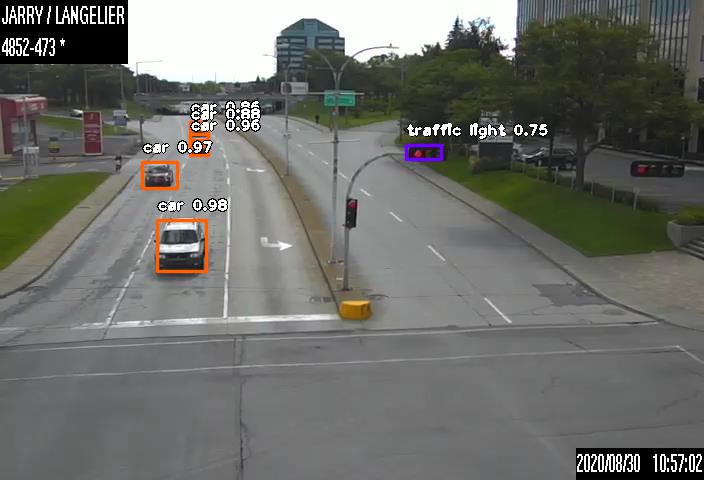 JARRY / LANGELIER
4852-473 *
car 0.96
car 0.97
traffic light 0.75
car 0.98
2020/08/30 10:57:02